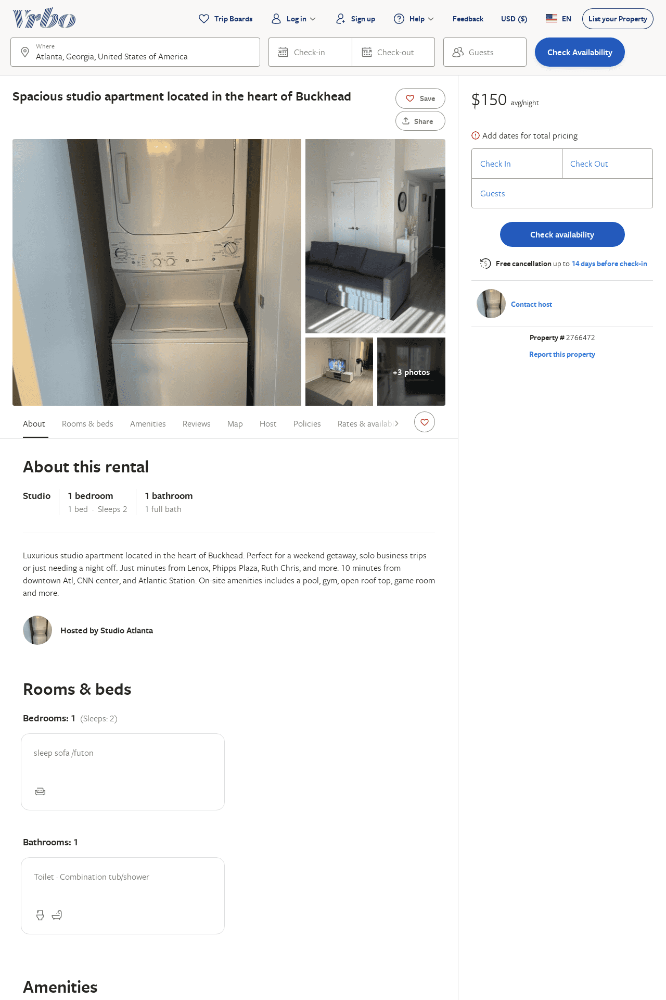 Vrbo
Trip Boards
Log in
Sign up
Help
Feedback
USD ($)
EN
List your Property
Where
Atlanta, Georgia, United States of America
Check-in
Check-out
Guests
Check Availability
Spacious studio apartment located in the heart of Buckhead
Save
Share
+3 photos
$150 avg/night
Add dates for total pricing
Check In
Check Out
Guests
Check availability
Free cancellation up to 14 days before check-in
Contact host
Property # 2766472
Report this property
About
Rooms & beds
Amenities
Reviews
Map
Host
Policies
Rates & availab
About this rental
Studio
1 bedroom
1 bed · Sleeps 2
1 bathroom
1 full bath
Luxurious studio apartment located in the heart of Buckhead. Perfect for a weekend getaway, solo business trips
or just needing a night off. Just minutes from Lenox, Phipps Plaza, Ruth Chris, and more. 10 minutes from
downtown Atl, CNN center, and Atlantic Station. On-site amenities includes a pool, gym, open roof top, game room
and more.
Hosted by Studio Atlanta
Rooms & beds
Bedrooms: 1 (Sleeps: 2)
sleep sofa /futon
Bathrooms: 1
Toilet · Combination tub/shower
Amenities